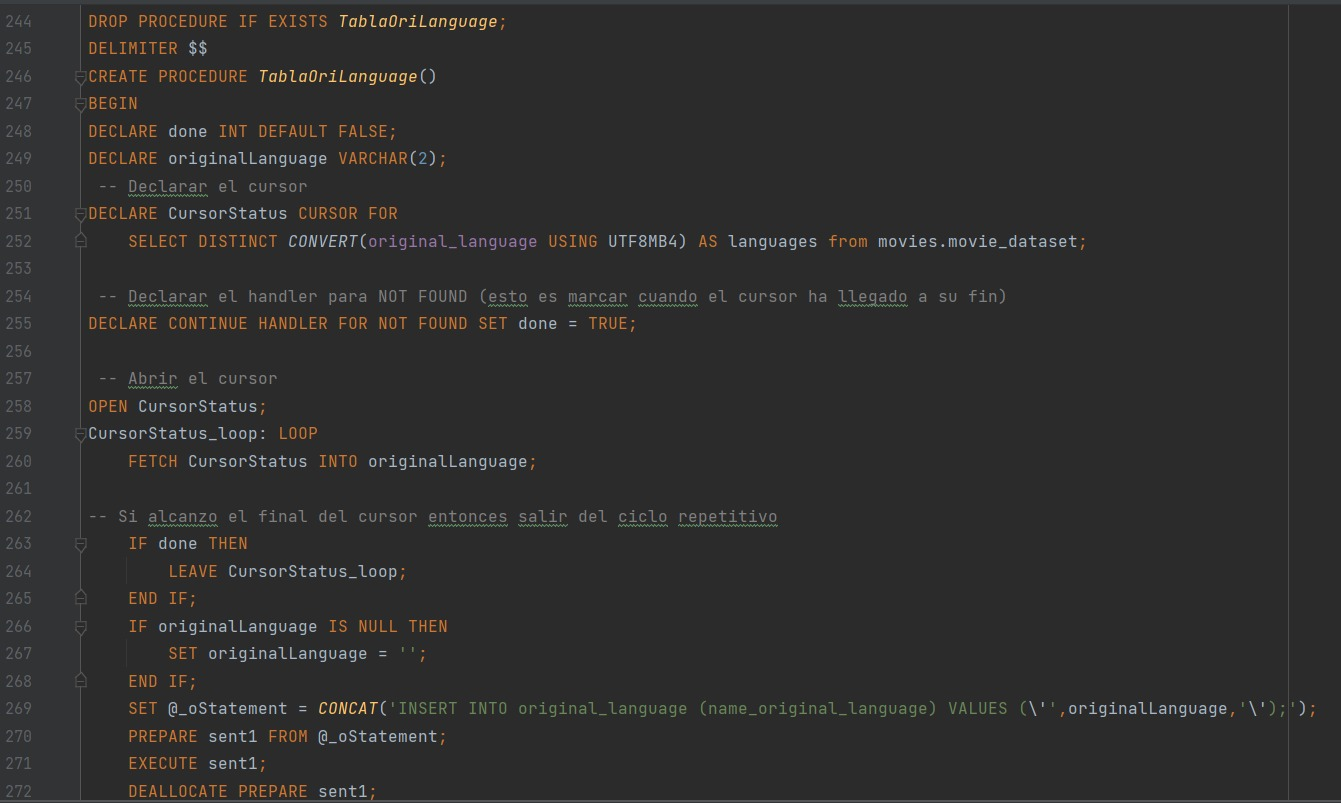 244 DROP PROCEDURE IF EXISTS TablaOriLanguage;
245 DELIMITER $$
246 CREATE PROCEDURE TablaOriLanguage()
247 BEGIN
248 DECLARE done INT DEFAULT FALSE;
249 DECLARE originalLanguage VARCHAR(2);
250  -- Declarar el cursor
251 DECLARE CursorStatus CURSOR FOR
252     SELECT DISTINCT CONVERT(original_language USING UTF8MB4) AS languages from movies.movie_dataset;
253
254  -- Declarar el handler para NOT FOUND (esto es marcar cuando el cursor ha llegado a su fin)
255 DECLARE CONTINUE HANDLER FOR NOT FOUND SET done = TRUE;
256
257  -- Abrir el cursor
258 OPEN CursorStatus;
259 CursorStatus_loop: LOOP
260     FETCH CursorStatus INTO originalLanguage;
261
262 -- Si alcanzo el final del cursor entonces salir del ciclo repetitivo
263     IF done THEN
264         LEAVE CursorStatus_loop;
265     END IF;
266     IF originalLanguage IS NULL THEN
267         SET originalLanguage = '';
268     END IF;
269     SET @_oStatement = CONCAT('INSERT INTO original_language (name_original_language) VALUES (\'',originalLanguage,'\');');
270     PREPARE sent1 FROM @_oStatement;
271     EXECUTE sent1;
272     DEALLOCATE PREPARE sent1;